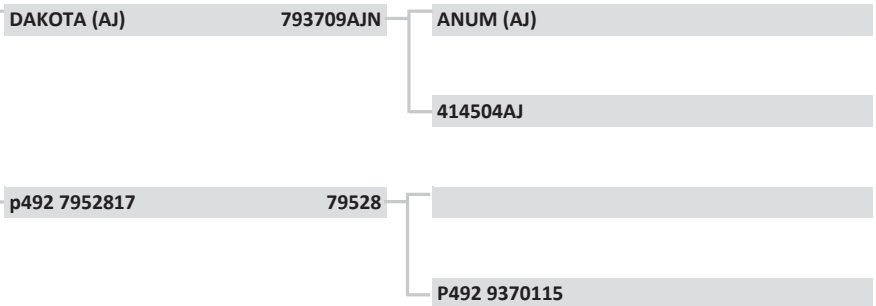 DAKOTA (AJ) 793709AJN
ANUM (AJ)
414504AJ
p492 7952817 79528
P492 9370115